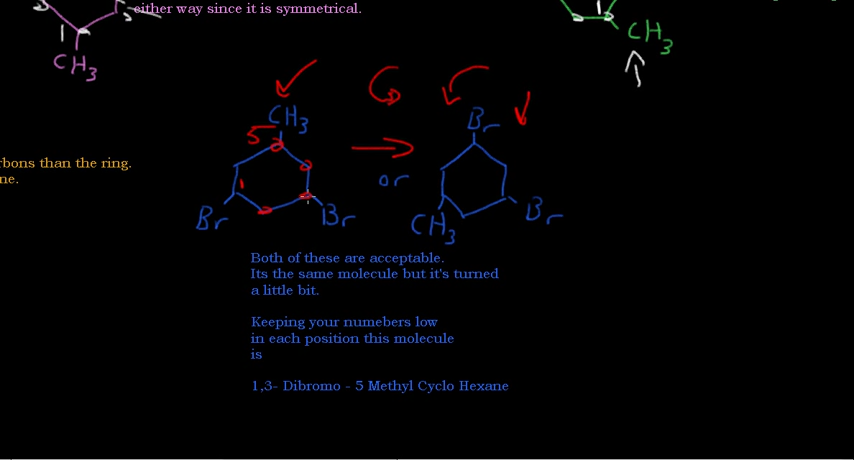 either way since it is symmetrical.
CH3
CH3
rbons than the ring.
ne.
5
CH3
1
Br
Br
or
Br
Br
CH3
Both of these are acceptable.
Its the same molecule but it's turned
a little bit.
Keeping your numebers low
in each position this molecule
is
1,3- Dibromo - 5 Methyl Cyclo Hexane